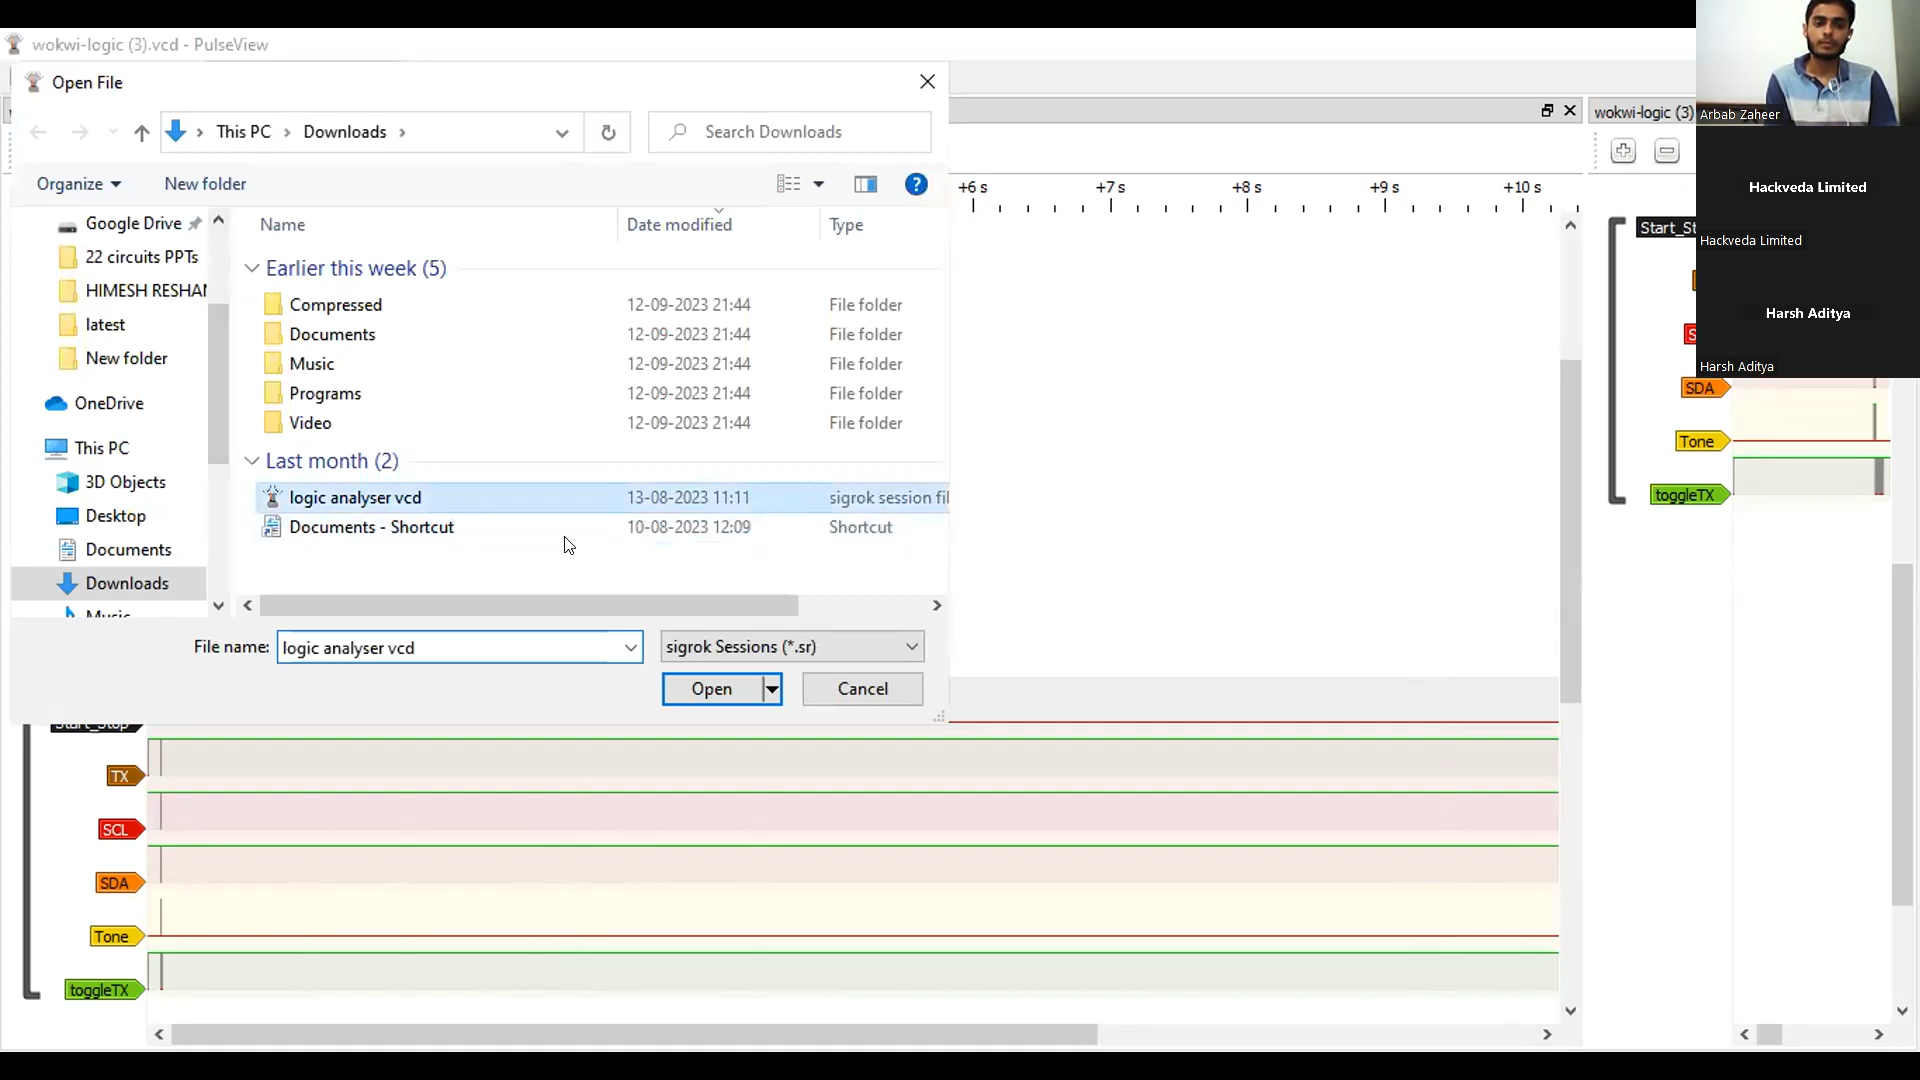 wokwi-logic (3).vcd - PulseView
Open File
This PC > Downloads >
Search Downloads
Organize
New folder
Google Drive
22 circuits PPTs
HIMESH RESHAI
latest
New folder
OneDrive
This PC
3D Objects
Desktop
Documents
Downloads
Music
Name
Date modified
Type
Earlier this week (5)
Compressed 12-09-2023 21:44 File folder
Documents 12-09-2023 21:44 File folder
Music 12-09-2023 21:44 File folder
Programs 12-09-2023 21:44 File folder
Video 12-09-2023 21:44 File folder
Last month (2)
logic analyser vcd 13-08-2023 11:11 sigrok session fil
Documents - Shortcut 10-08-2023 12:09 Shortcut
File name: logic analyser vcd
sigrok Sessions (*.sr)
Open
Cancel
+6 s +7 s +8 s +9 s +10 s
Start_Stop
TX
SCL
SDA
Tone
toggleTX
wokwi-logic (3)
Start_St
S
SDA
Tone
toggleTX
Arbab Zaheer
Hackveda Limited
Hackveda Limited
Harsh Aditya
Harsh Aditya